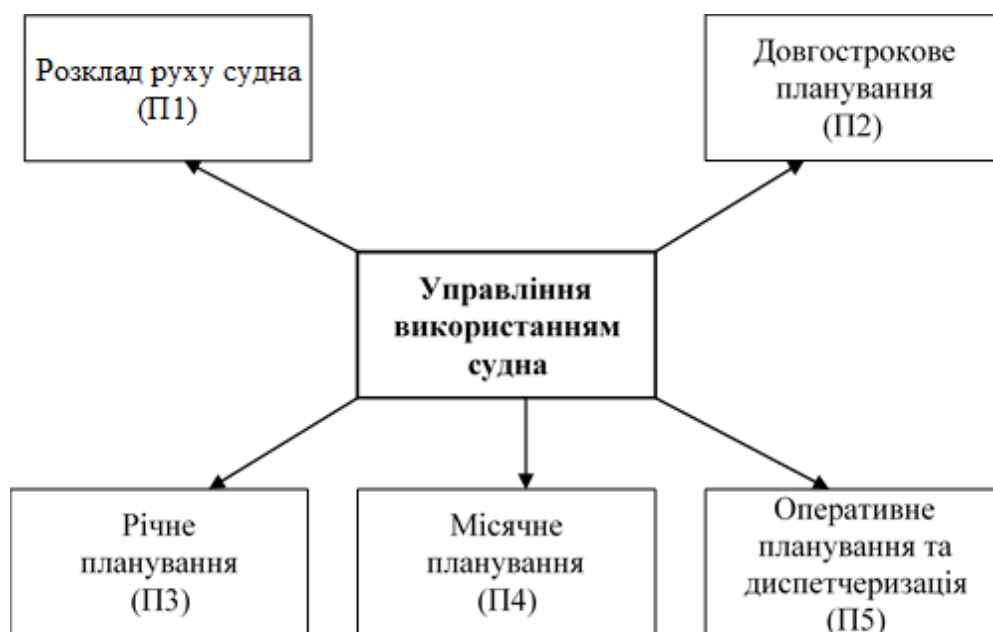 Розклад руху судна
(П1)
Довгострокове
планування
(П2)
Управління
використанням
судна
Річне
планування
(П3)
Місячне
планування
(П4)
Оперативне
планування та
диспетчеризація
(П5)